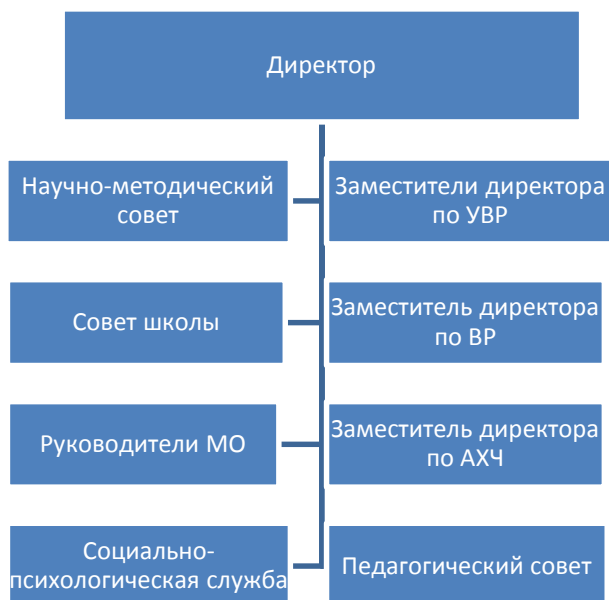 Директор
Научно-методический
совет
Заместители директора
по УВР
Совет школы
Заместитель директора
по ВР
Руководители МО
Заместитель директора
по АХЧ
Социально-
психологическая служба
Педагогический совет